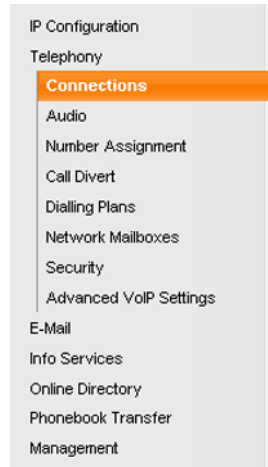 IP Configuration
Telephony
Connections
Audio
Number Assignment
Call Divert
Dialling Plans
Network Mailboxes
Security
Advanced VoIP Settings
E-Mail
Info Services
Online Directory
Phonebook Transfer
Management